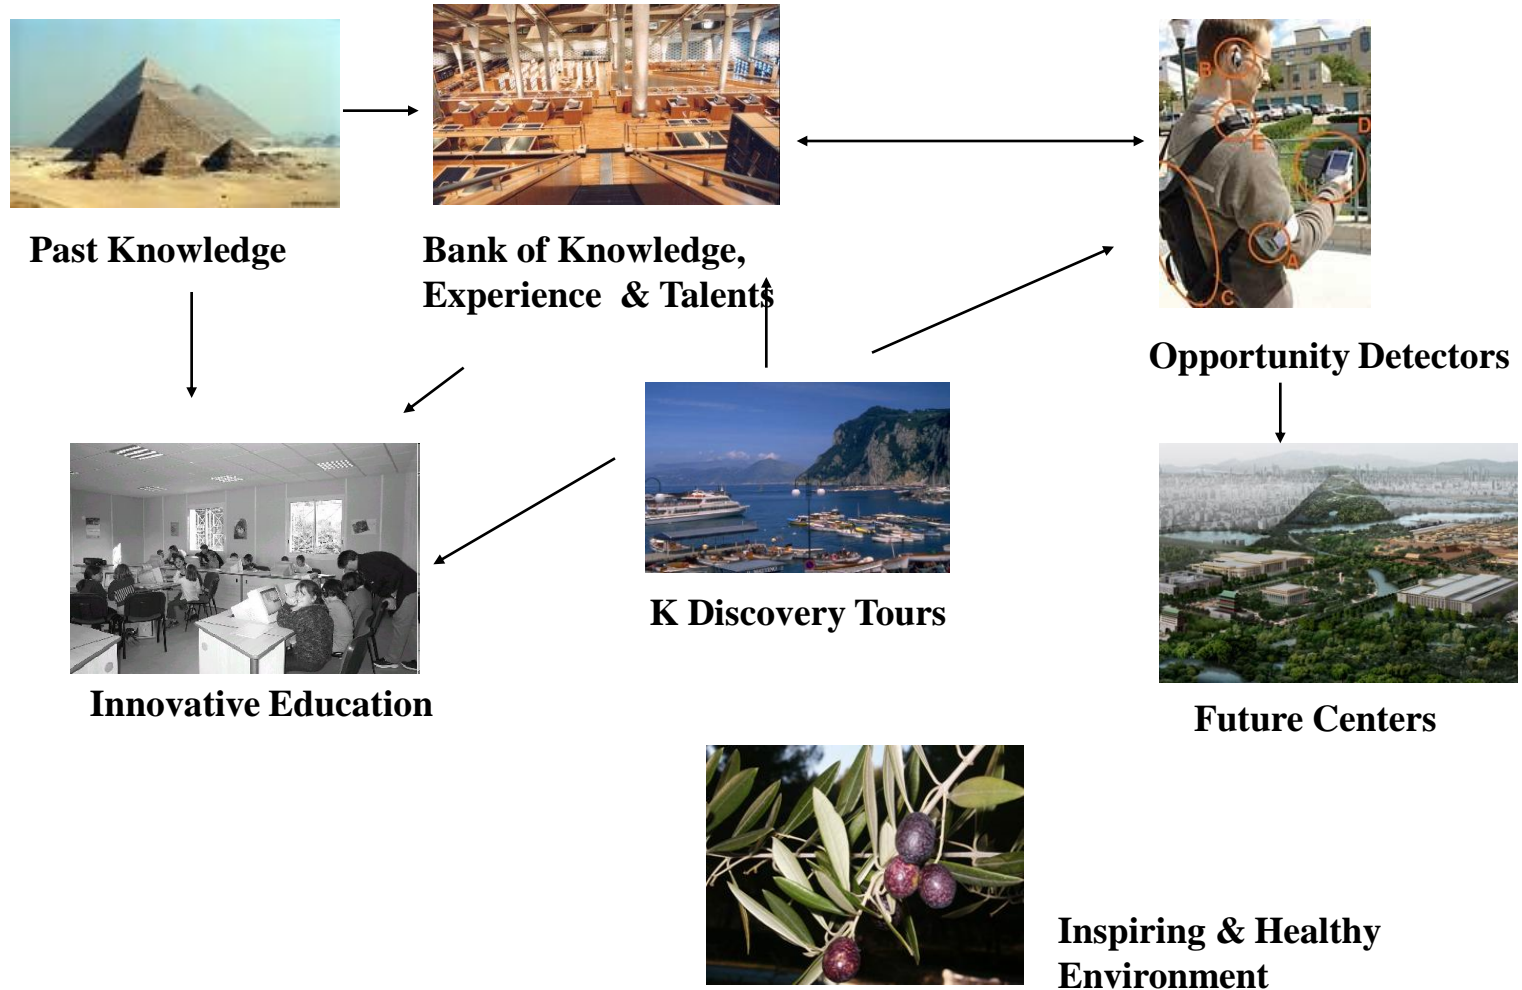 Past Knowledge
Bank of Knowledge,
Experience & Talents
B
E
D
A
C
Opportunity Detectors
K Discovery Tours
Innovative Education
Future Centers
Inspiring & Healthy
Environment